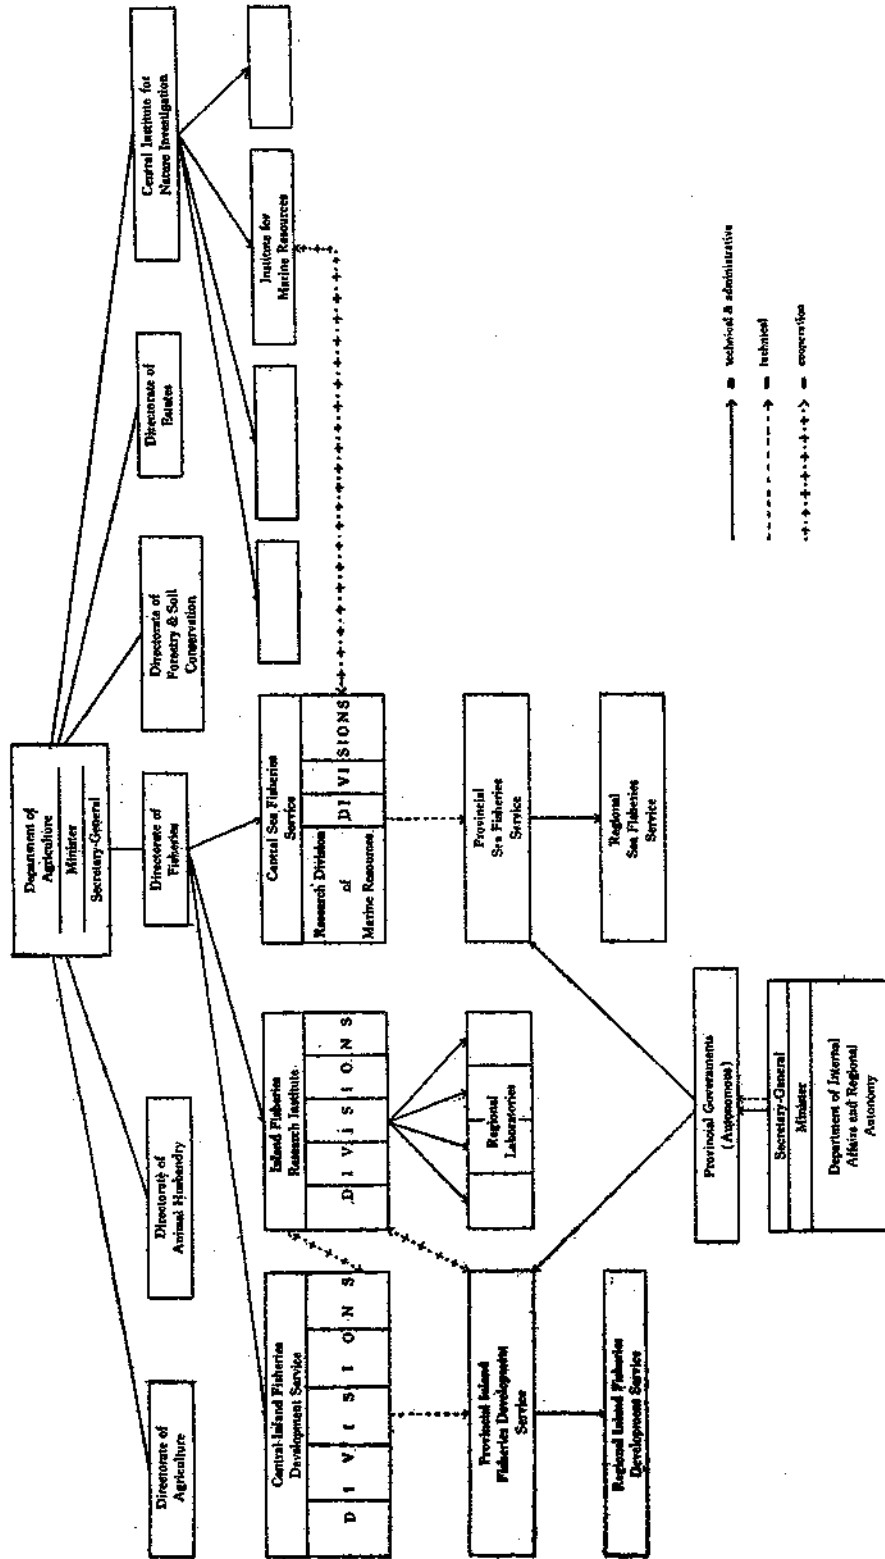 Department of
Agriculture
Minister
Secretary-General
Directorate of
Agriculture
Directorate of
Animal Husbandry
Directorate of
Fisheries
Directorate of
Forestry & Soil
Conservation
Directorate of
Estates
Central Institute for
Nature Investigation
Central Inland Fisheries
Development Service
D I V I S I O N S
Inland Fisheries
Research Institute
D I V I S I O N S
Central Sea Fisheries
Service
Research Division
of
Marine Resources
DIVISIONS
Institute for
Marine Resources
Provincial Inland
Fisheries Development
Service
Regional
Laboratories
Provincial
Sea Fisheries
Service
Regional Inland Fisheries
Development Service
Regional
Sea Fisheries
Service
Provincial Governments
(Autonomous)
Secretary-General
Minister
Department of Internal
Affairs and Regional
Autonomy
= technical & administrative
= technical
= cooperation